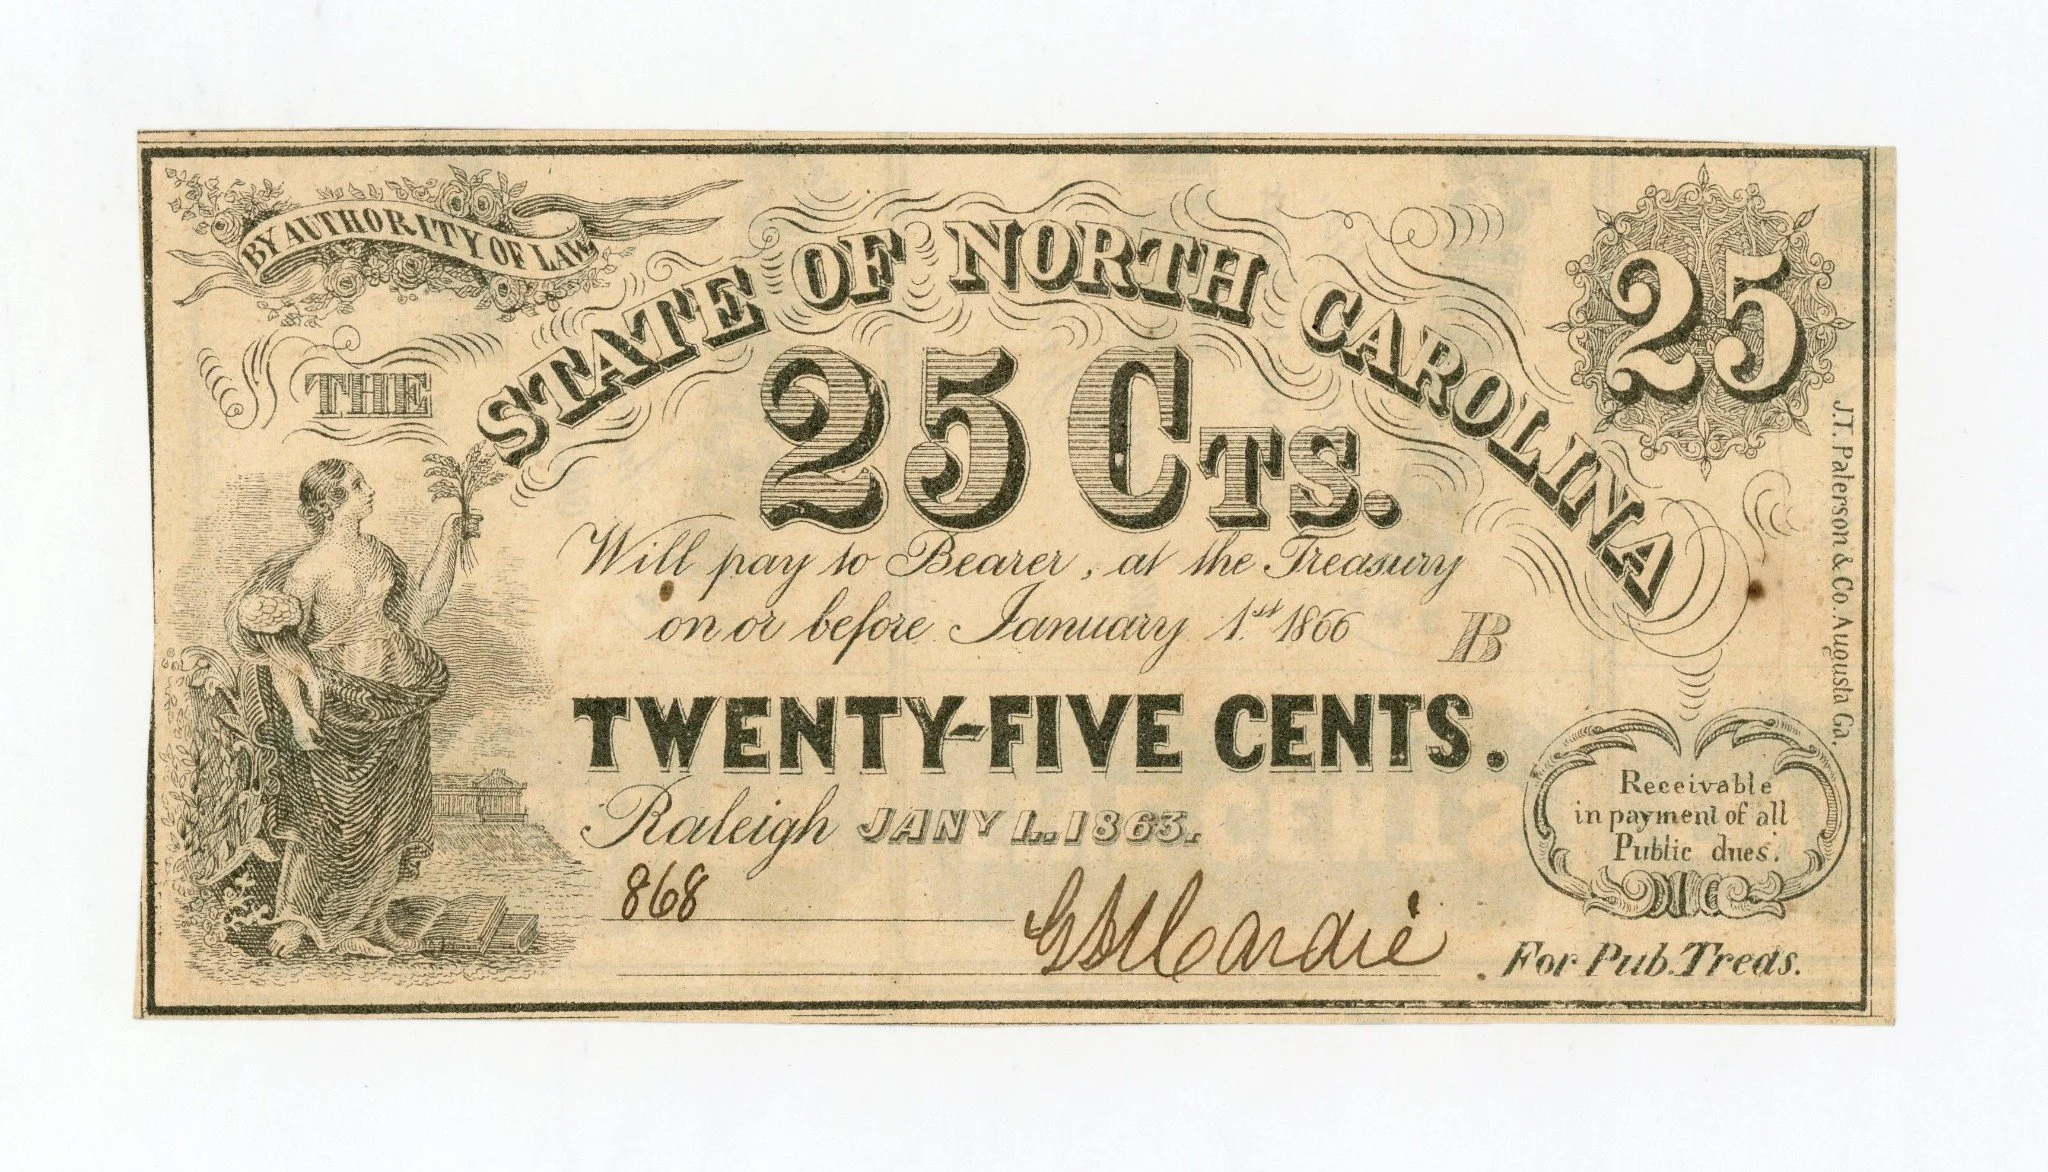 BY AUTHORITY OF LAW
THE
STATE OF NORTH CAROLINA
25
25 CTS.
Will pay to Bearer, at the Treasury
on or before January 1st 1866
B
TWENTY-FIVE CENTS.
Raleigh JANY 1.. 1863.
868
Receivable
in payment of all
Public dues.
For Pub. Treas.
J.T. Paterson & Co. Augusta Ga.